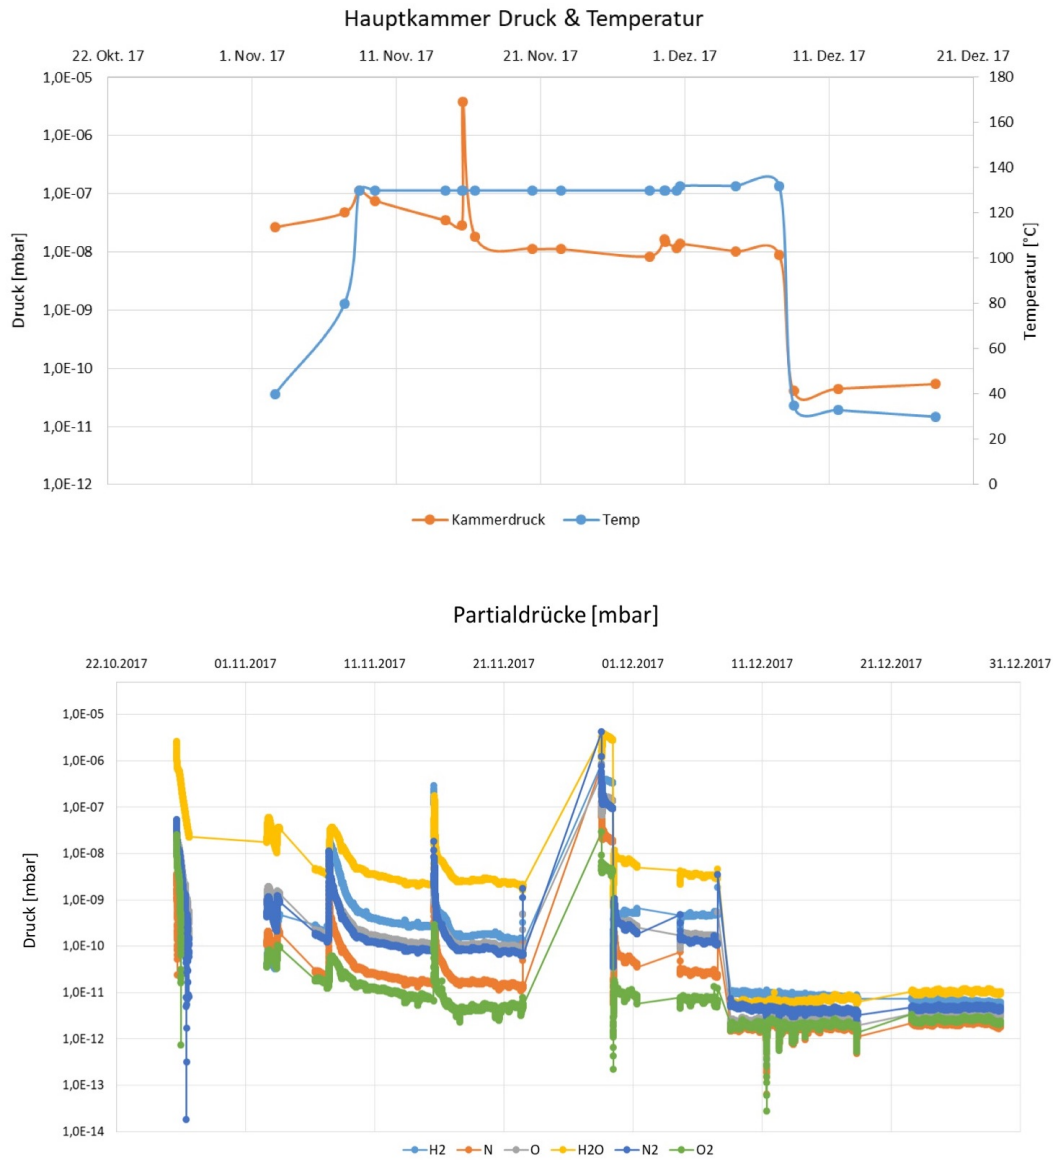 Hauptkammer Druck & Temperatur
22. Okt. 17 1. Nov. 17 11. Nov. 17 21. Nov. 17 1. Dez. 17 11. Dez. 17 21. Dez. 17
1,0E-05 180
160
1,0E-06
140
1,0E-07
120
1,0E-08
100
1,0E-09
80
60
1,0E-10
40
1,0E-11
20
1,0E-12 0
Druck [mbar]
Temperatur [°C]
Kammerdruck Temp
Partialdrücke [mbar]
22.10.2017 01.11.2017 11.11.2017 21.11.2017 01.12.2017 11.12.2017 21.12.2017 31.12.2017
1,0E-05
1,0E-06
1,0E-07
1,0E-08
1,0E-09
1,0E-10
1,0E-11
1,0E-12
1,0E-13
1,0E-14
Druck [mbar]
H2 N O H2O N2 O2